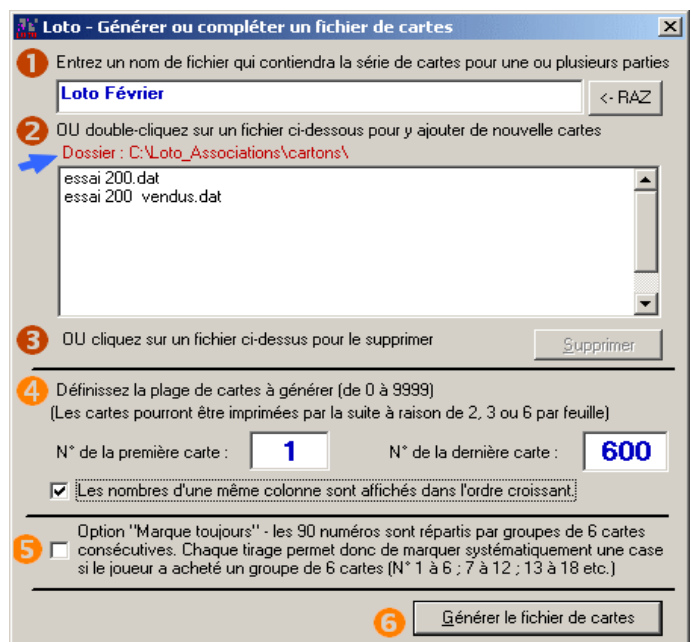 Loto - Générer ou compléter un fichier de cartes
1 Entrez un nom de fichier qui contiendra la série de cartes pour une ou plusieurs parties
Loto Février
<- RAZ
2 OU double-cliquez sur un fichier ci-dessous pour y ajouter de nouvelle cartes
Dossier : C:\Loto_Associations\cartons\
essai 200.dat
essai 200 vendus.dat
3 OU cliquez sur un fichier ci-dessus pour le supprimer
Supprimer
4 Définissez la plage de cartes à générer (de 0 à 9999)
(Les cartes pourront être imprimées par la suite à raison de 2, 3 ou 6 par feuille)
N° de la première carte : 1 N° de la dernière carte : 600
Les nombres d'une même colonne sont affichés dans l'ordre croissant.
Option "Marque toujours" - les 90 numéros sont répartis par groupes de 6 cartes
5 consécutives. Chaque tirage permet donc de marquer systématiquement une case
si le joueur a acheté un groupe de 6 cartes (N° 1 à 6 ; 7 à 12 ; 13 à 18 etc.)
6 Générer le fichier de cartes